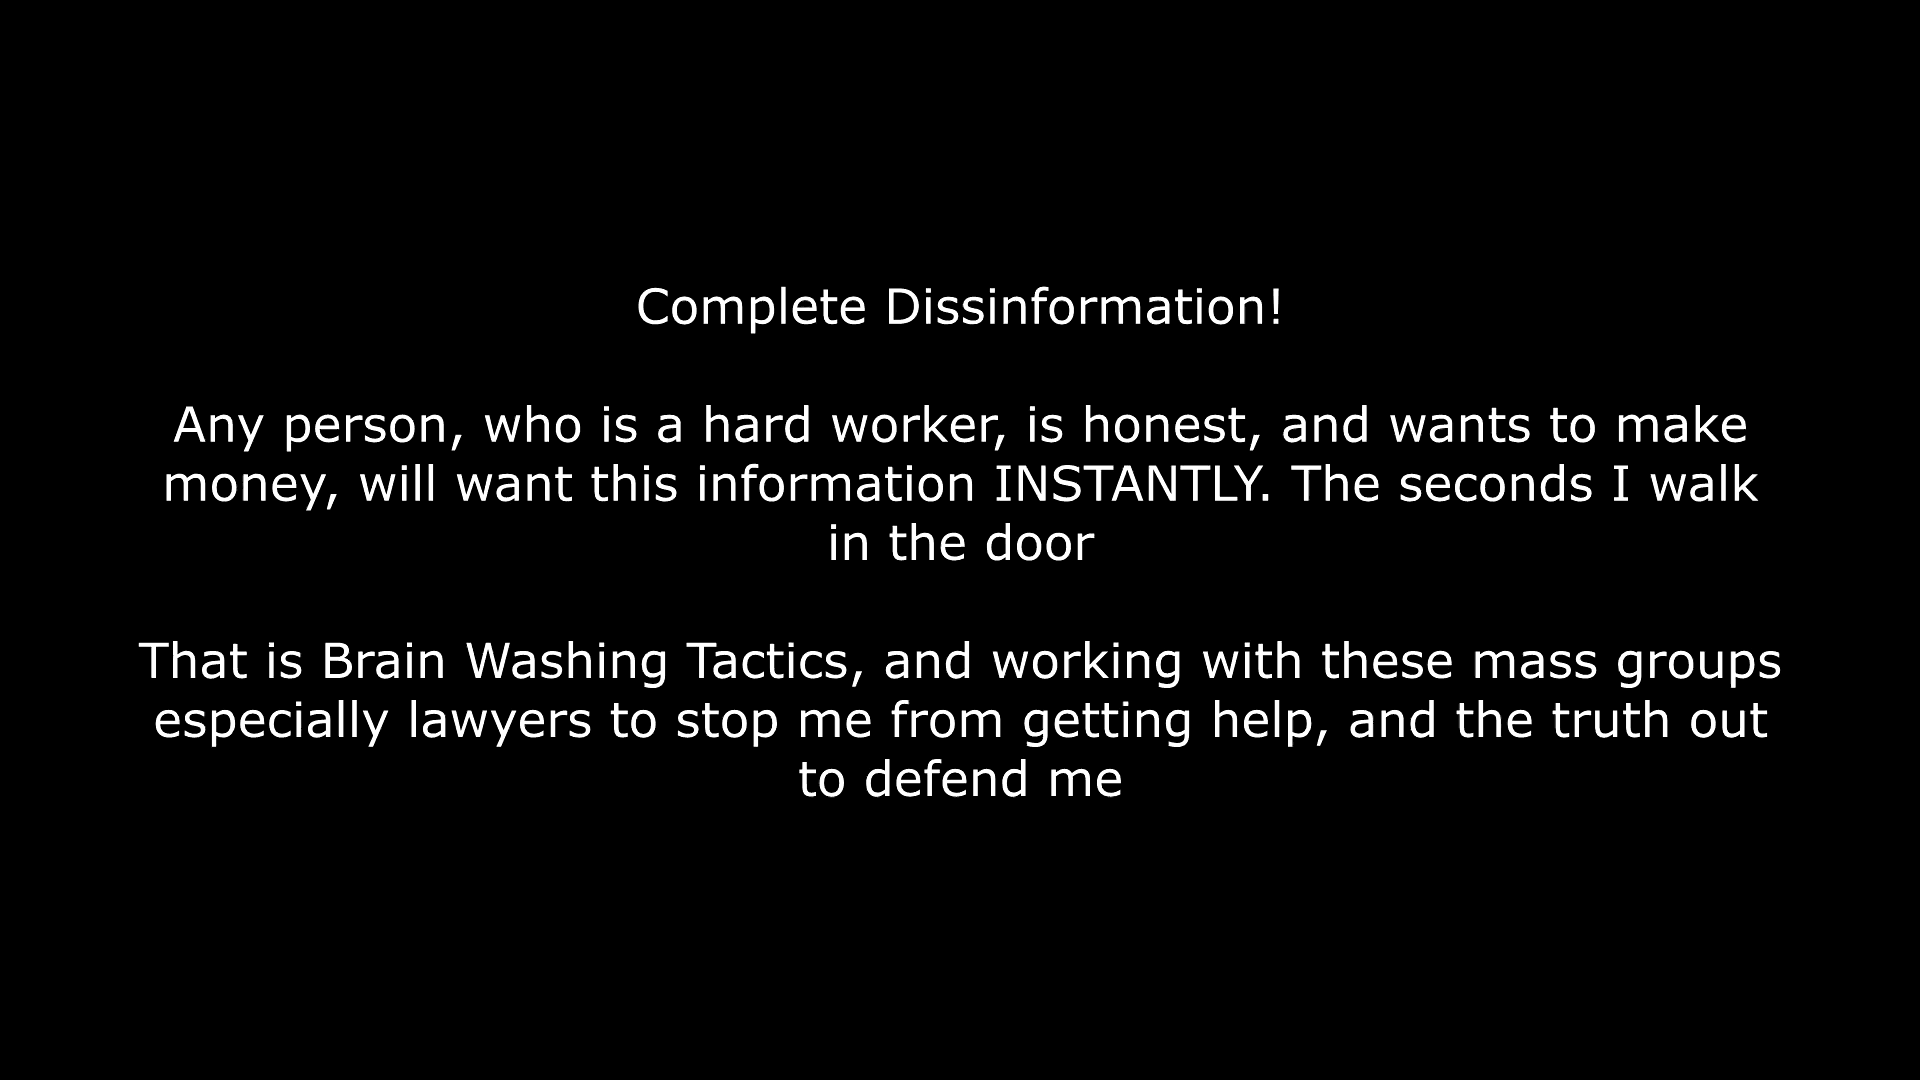 Complete Dissinformation!
Any person, who is a hard worker, is honest, and wants to make
money, will want this information INSTANTLY. The seconds I walk
in the door
That is Brain Washing Tactics, and working with these mass groups
especially lawyers to stop me from getting help, and the truth out
to defend me